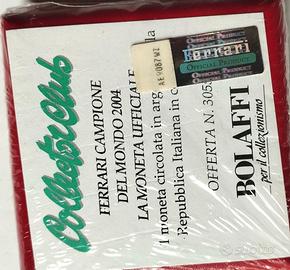 Collector Club
FERRARI CAMPIONE
DEL MONDO 2004
LA MONETA UFFICIALE
1 moneta circolata in arg
Repubblica Italiana in c
OFFERTA N. 305
BOLAFFI
per il collezionismo
OFFICIAL PRODUCT
Ferrari
OFFICIAL PRODUCT
subito